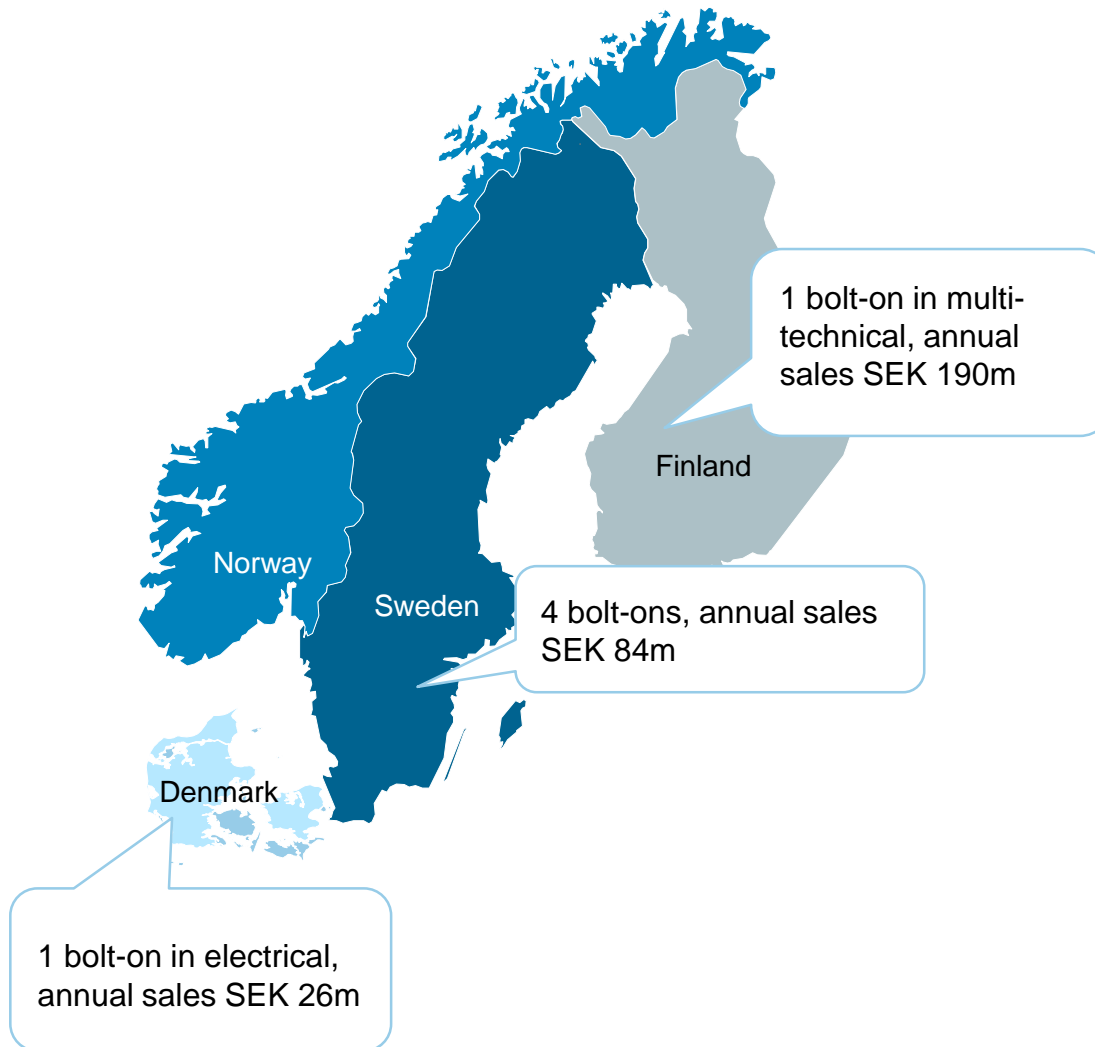 1 bolt-on in multi-
technical, annual
sales SEK 190m
Finland
Norway
Sweden
4 bolt-ons, annual sales
SEK 84m
Denmark
1 bolt-on in electrical,
annual sales SEK 26m